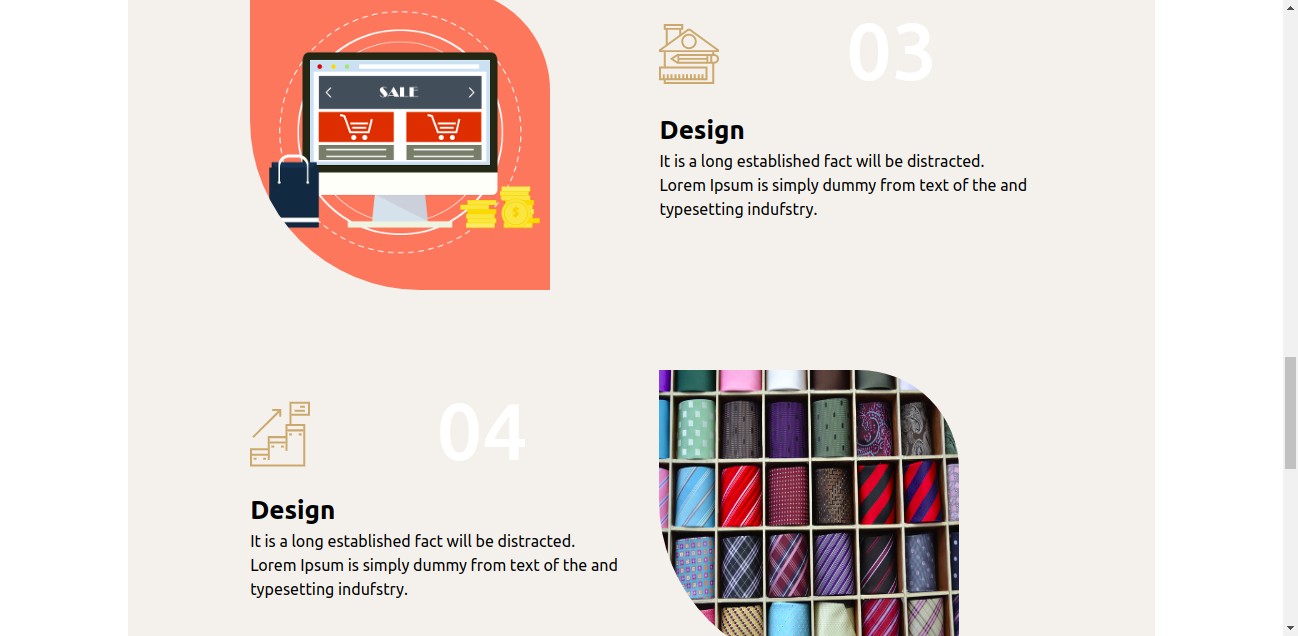 SALE
03
Design
It is a long established fact will be distracted.
Lorem Ipsum is simply dummy from text of the and
typesetting indufstry.
04
Design
It is a long established fact will be distracted.
Lorem Ipsum is simply dummy from text of the and
typesetting indufstry.